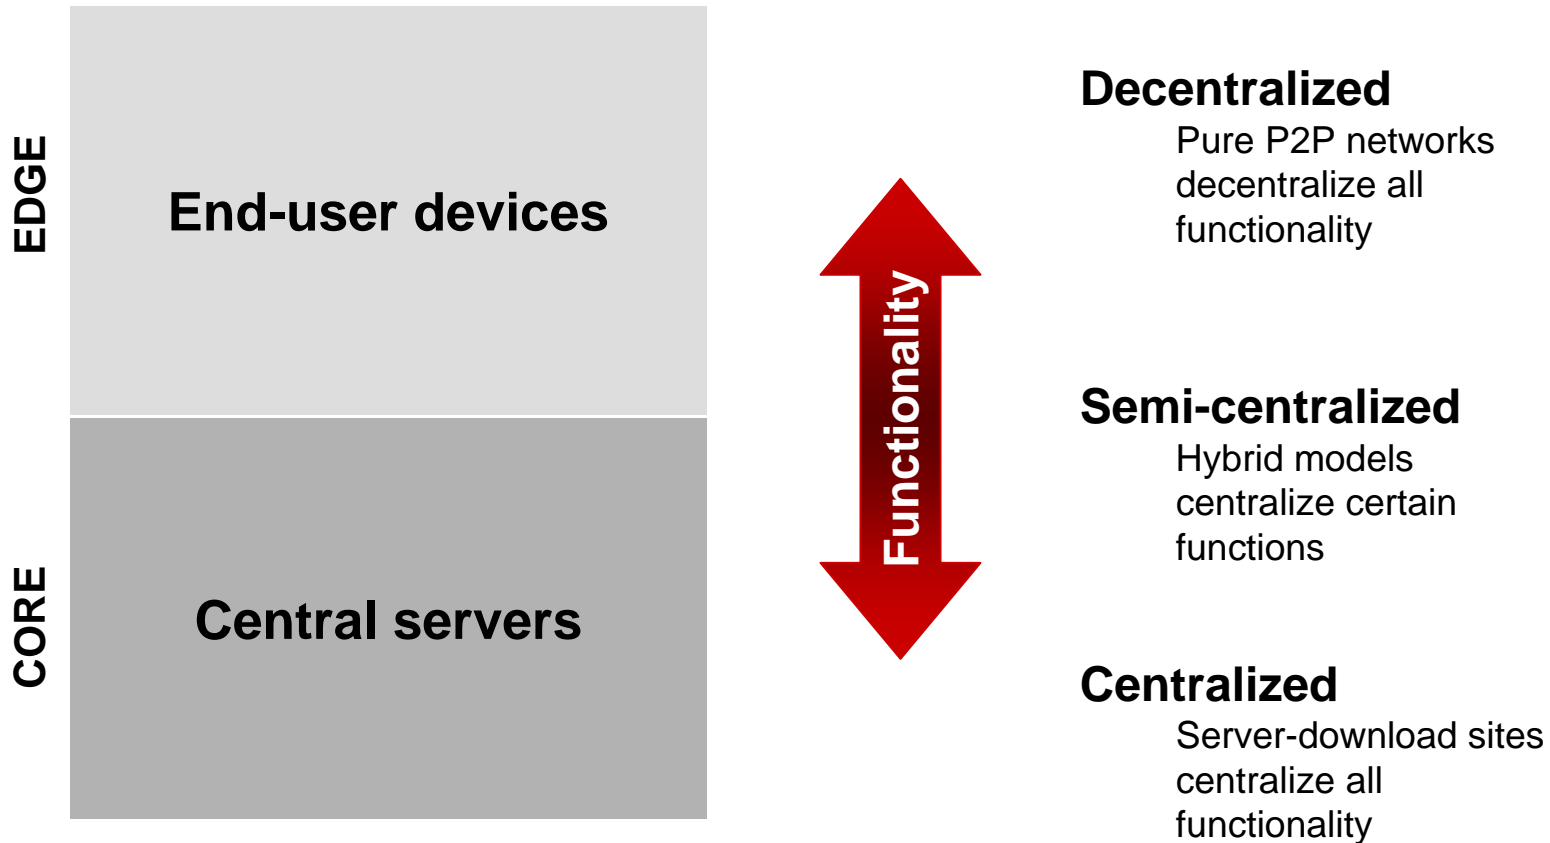 EDGE
End-user devices
CORE
Central servers
Functionality
Decentralized
Pure P2P networks
decentralize all
functionality
Semi-centralized
Hybrid models
centralize certain
functions
Centralized
Server-download sites
centralize all
functionality